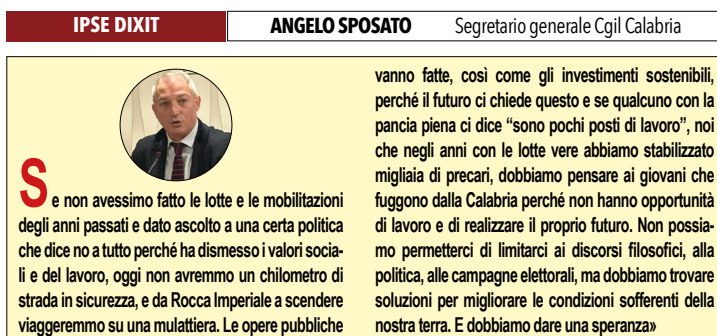 IPSE DIXIT
ANGELO SPOSATO Segretario generale Cgil Calabria
Se non avessimo fatto le lotte e le mobilitazioni
degli anni passati e dato ascolto a una certa politica
che dice no a tutto perché ha dismesso i valori socia-
li e del lavoro, oggi non avremmo un chilometro di
strada in sicurezza, e da Rocca Imperiale a scendere
viaggeremmo su una mulattiera. Le opere pubbliche
vanno fatte, così come gli investimenti sostenibili,
perché il futuro ci chiede questo e se qualcuno con la
pancia piena ci dice “sono pochi posti di lavoro”, noi
che negli anni con le lotte vere abbiamo stabilizzato
migliaia di precari, dobbiamo pensare ai giovani che
fuggono dalla Calabria perché non hanno opportunità
di lavoro e di realizzare il proprio futuro. Non possia-
mo permetterci di limitarci ai discorsi filosofici, alla
politica, alle campagne elettorali, ma dobbiamo trovare
soluzioni per migliorare le condizioni sofferenti della
nostra terra. E dobbiamo dare una speranza»